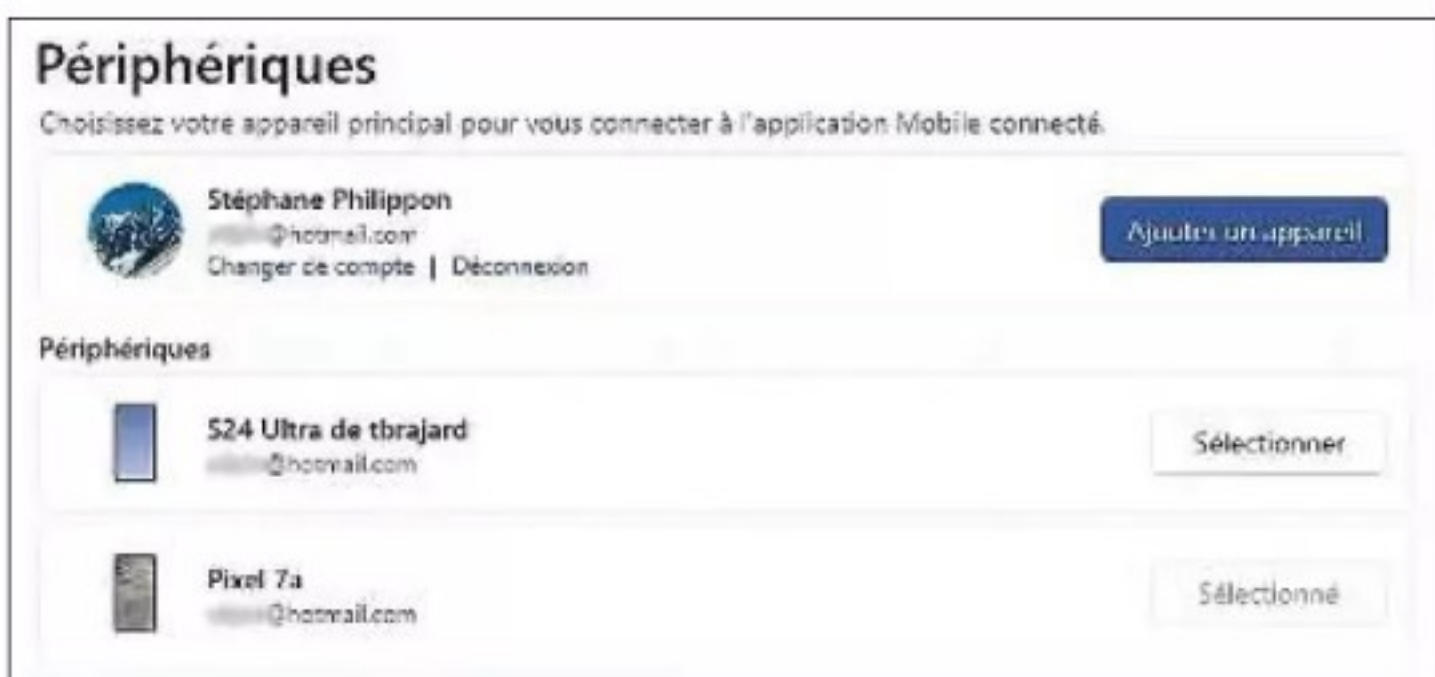 Périphériques
Choisissez votre appareil principal pour vous connecter à l'application Mobile connecté.
Stéphane Philippon
@hotmail.com
Changer de compte | Déconnexion
Ajouter un appareil
Périphériques
S24 Ultra de tbrajard
@hotmail.com
Sélectionner
Pixel 7a
@hotmail.com
Sélectionné